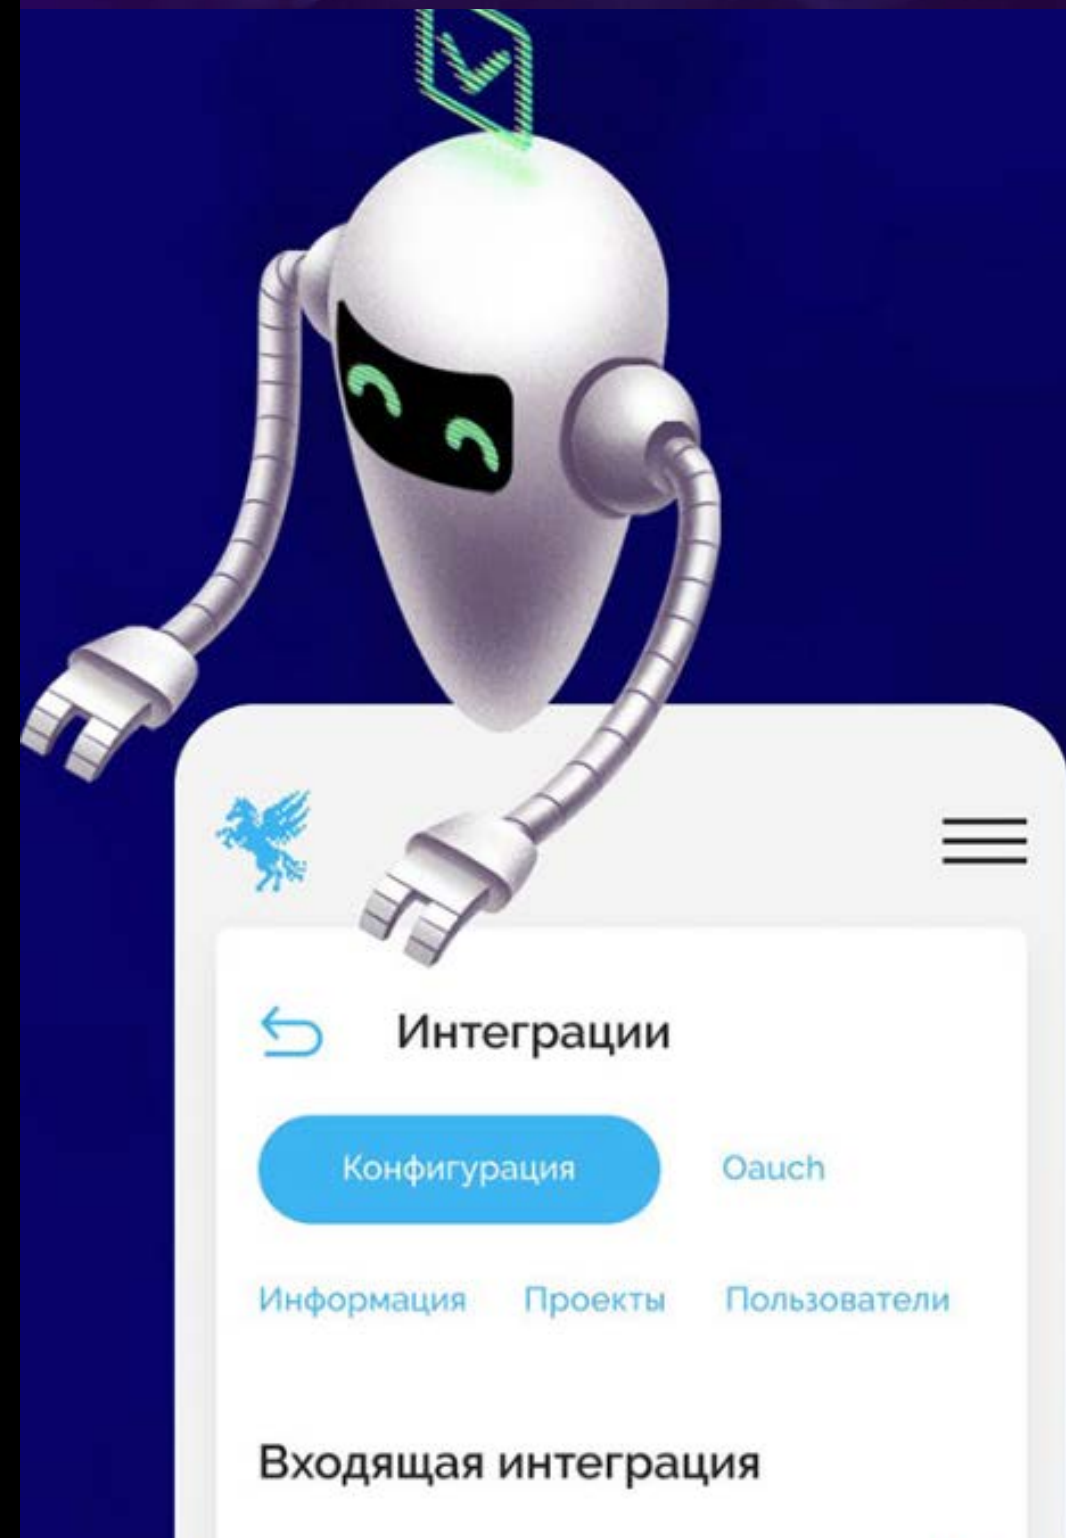 Интеграции
Конфигурация Oauch
Информация Проекты Пользователи
Входящая интеграция